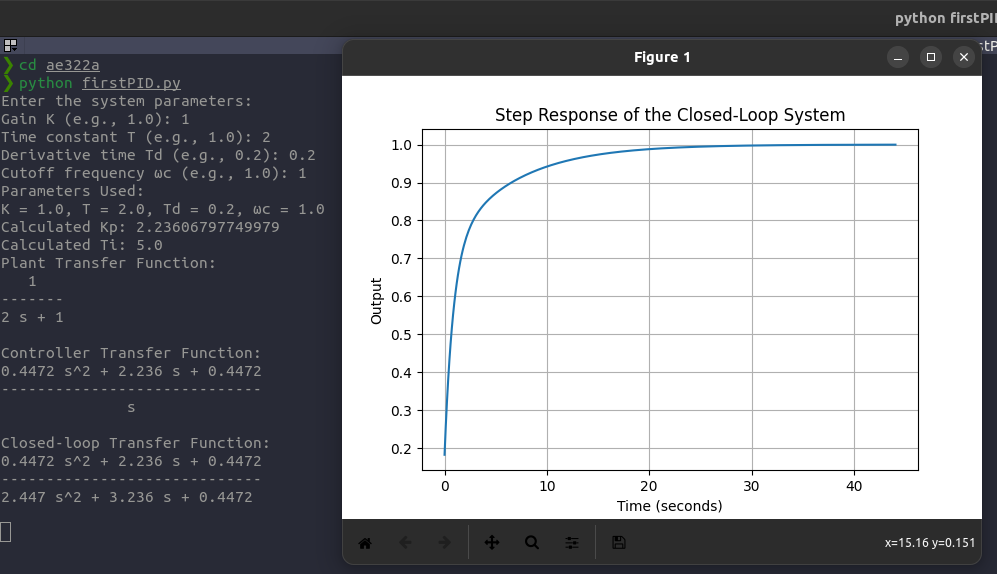 python firstPI
cd ae322a
python firstPID.py
Enter the system parameters:
Gain K (e.g., 1.0): 1
Time constant T (e.g., 1.0): 2
Derivative time Td (e.g., 0.2): 0.2
Cutoff frequency ωc (e.g., 1.0): 1
Parameters Used:
K = 1.0, T = 2.0, Td = 0.2, ωc = 1.0
Calculated Kp: 2.23606797749979
Calculated Ti: 5.0
Plant Transfer Function:
1
-------
2 s + 1
Controller Transfer Function:
0.4472 s^2 + 2.236 s + 0.4472
-----------------------------
s
Closed-loop Transfer Function:
0.4472 s^2 + 2.236 s + 0.4472
-----------------------------
2.447 s^2 + 3.236 s + 0.4472
Figure 1
Step Response of the Closed-Loop System
1.0
0.9
0.8
0.7
0.6
0.5
0.4
0.3
0.2
Output
0 10 20 30 40
Time (seconds)
x=15.16 y=0.151